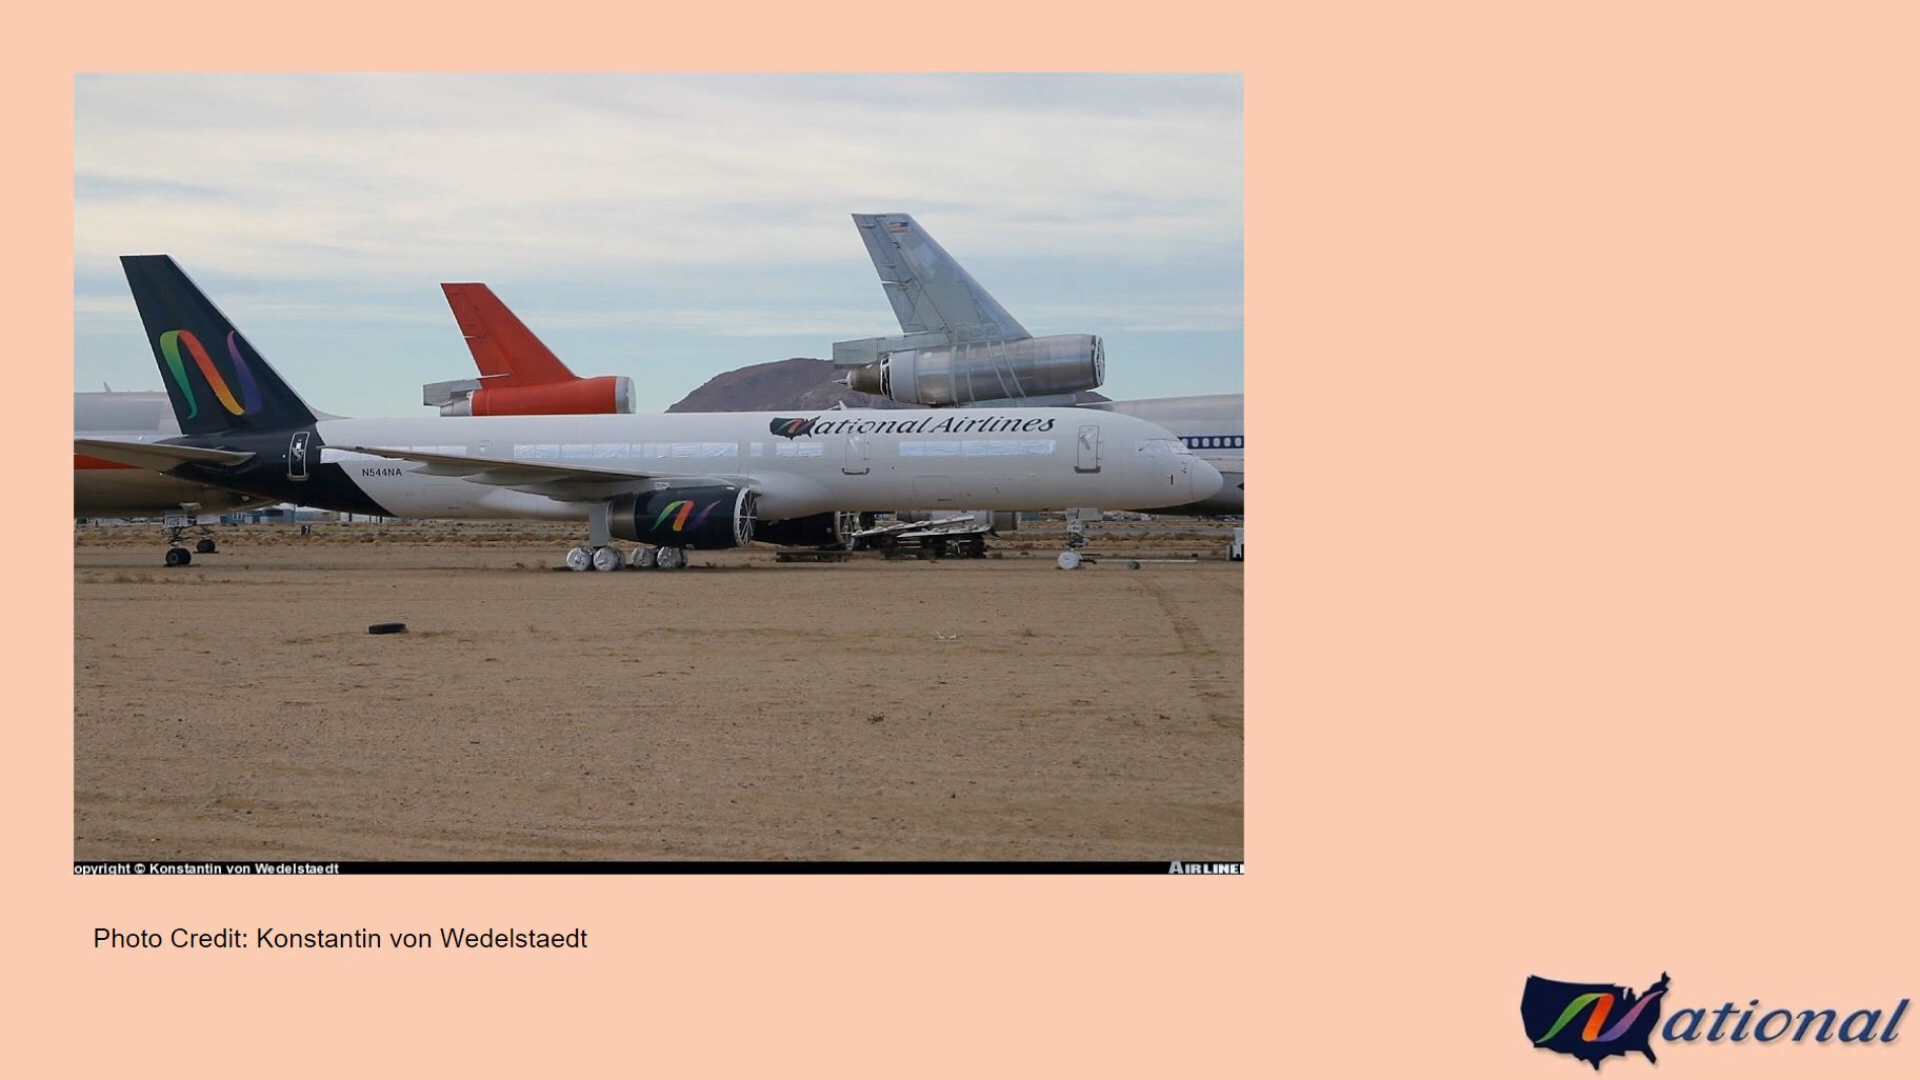 National Airlines
N544NA
opyright © Konstantin von Wedelstaedt
AIRLINE
Photo Credit: Konstantin von Wedelstaedt
National